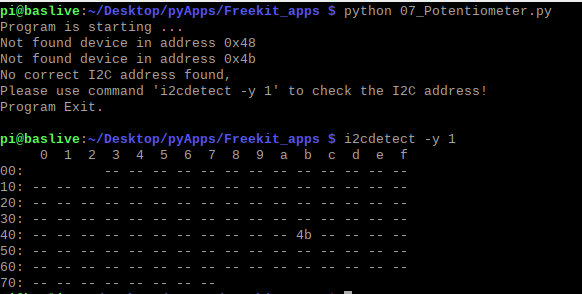 pi@baslive:~/Desktop/pyApps/Freekit_apps $ python 07_Potentiometer.py
Program is starting ...
Not found device in address 0x48
Not found device in address 0x4b
No correct I2C address found,
Please use command 'i2cdetect -y 1' to check the I2C address!
Program Exit.
pi@baslive:~/Desktop/pyApps/Freekit_apps $ i2cdetect -y 1
     0  1  2  3  4  5  6  7  8  9  a  b  c  d  e  f
00:          -- -- -- -- -- -- -- -- -- -- -- -- --
10: -- -- -- -- -- -- -- -- -- -- -- -- -- -- -- --
20: -- -- -- -- -- -- -- -- -- -- -- -- -- -- -- --
30: -- -- -- -- -- -- -- -- -- -- -- -- -- -- -- --
40: -- -- -- -- -- -- -- -- -- -- -- 4b -- -- -- --
50: -- -- -- -- -- -- -- -- -- -- -- -- -- -- -- --
60: -- -- -- -- -- -- -- -- -- -- -- -- -- -- -- --
70: -- -- -- -- -- -- -- --